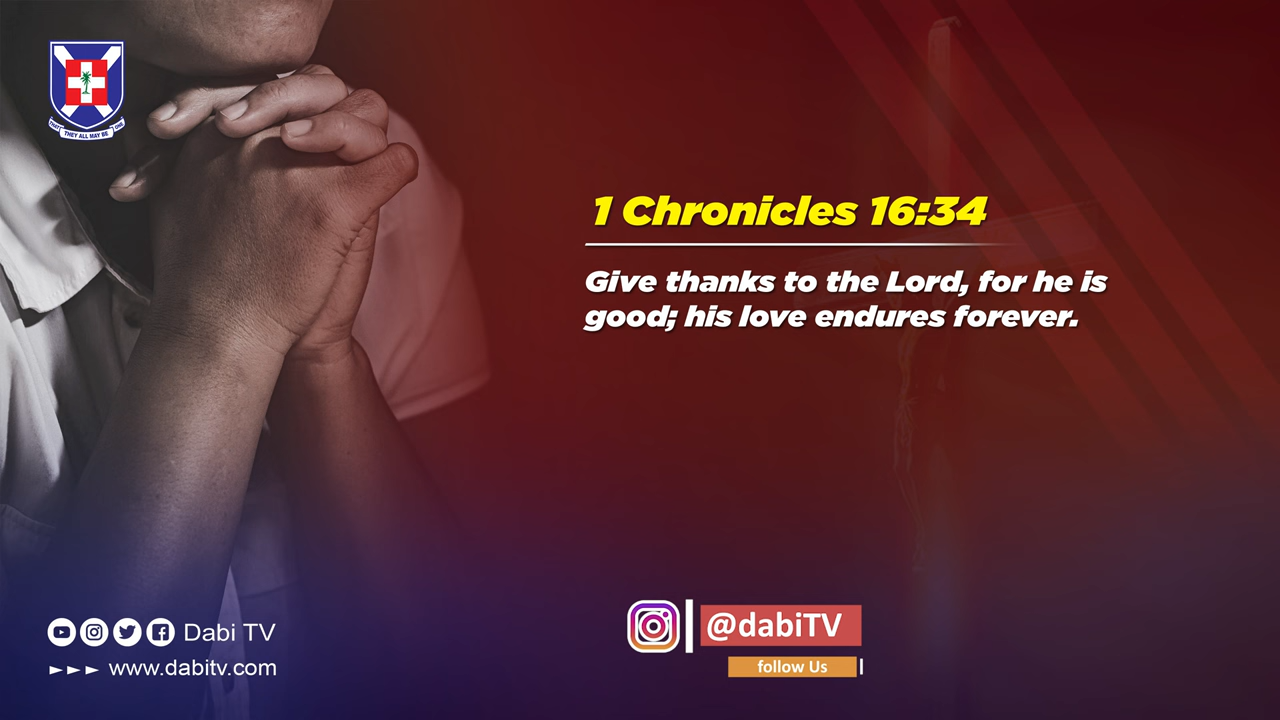 THAT THEY ALL MAY BE ONE
1 Chronicles 16:34
Give thanks to the Lord, for he is
good; his love endures forever.
Dabi TV
www.dabitv.com
@dabiTV
follow Us